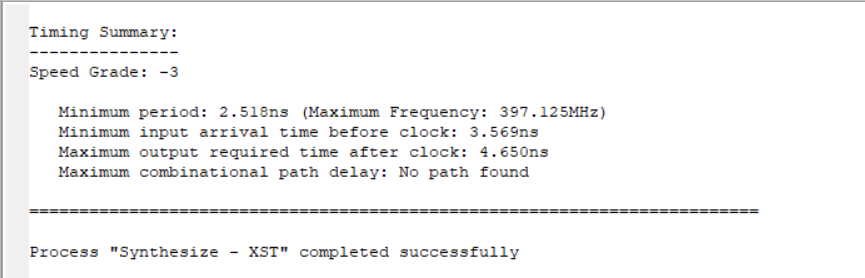 Timing Summary:
---------------
Speed Grade: -3
Minimum period: 2.518ns (Maximum Frequency: 397.125MHz)
Minimum input arrival time before clock: 3.569ns
Maximum output required time after clock: 4.650ns
Maximum combinational path delay: No path found
=========================================================================
Process "Synthesize - XST" completed successfully